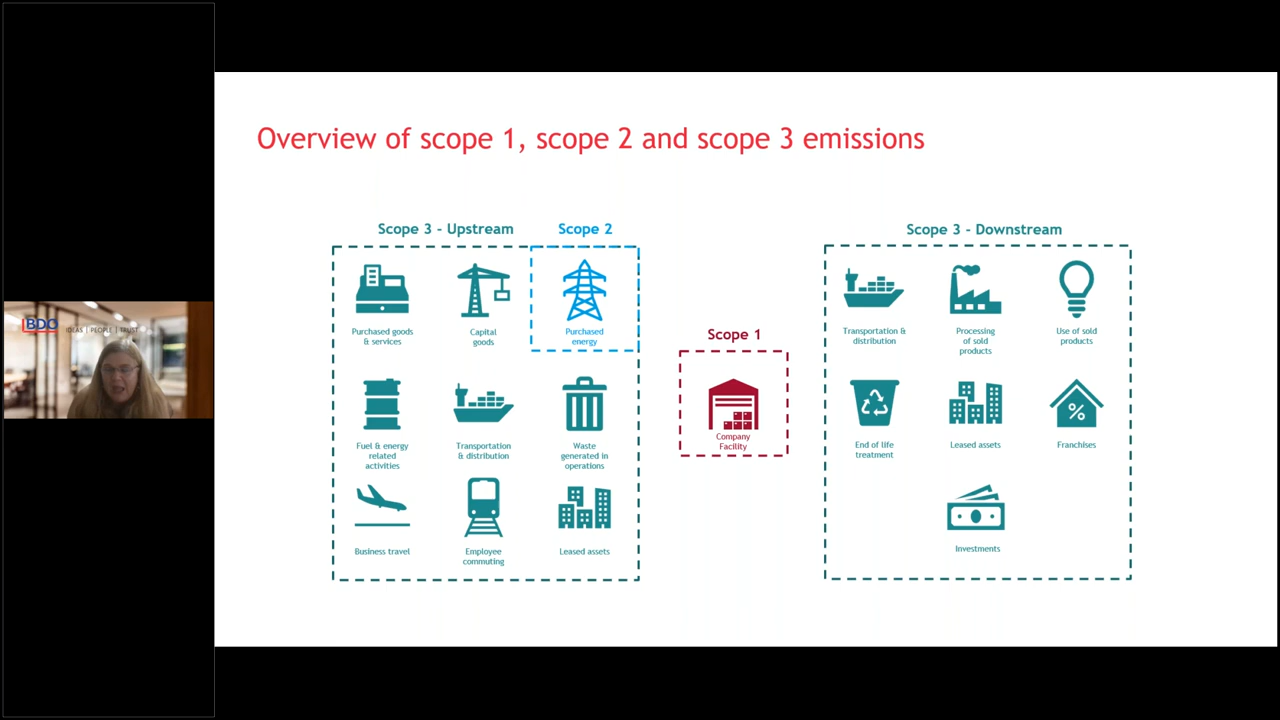 Overview of scope 1, scope 2 and scope 3 emissions
Scope 3 - Upstream
Scope 2
Purchased goods
& services
Capital
goods
Purchased
energy
Fuel & energy
related
activities
Transportation
& distribution
Waste
generated in
operations
Business travel
Employee
commuting
Leased assets
Scope 1
Company
Facility
Scope 3 - Downstream
Transportation &
distribution
Processing
of sold
products
Use of sold
products
End of life
treatment
Leased assets
%
Franchises
Investments
BDO
IDEAS | PEOPLE | TRUST